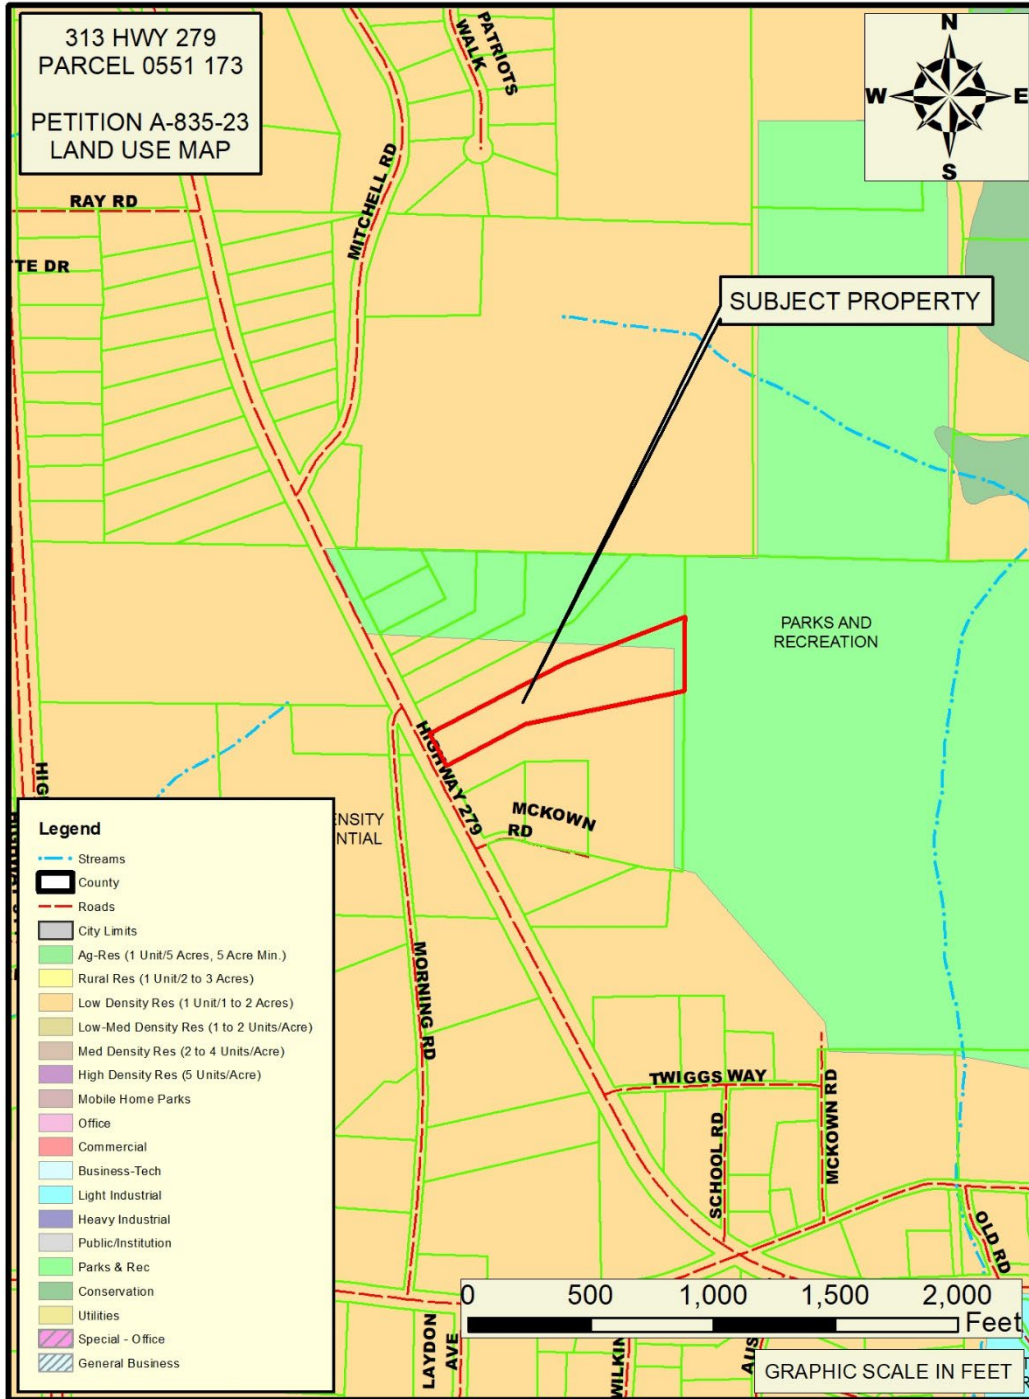 313 HWY 279
PARCEL 0551 173
PETITION A-835-23
LAND USE MAP
PATRIOTS
WALK
N
W
E
S
RAY RD
MITCHELL RD
DR
SUBJECT PROPERTY
PARKS AND
RECREATION
HIGHWAY 279
MCKOWN
RD
MORNING RD
Legend
Streams
County
Roads
City Limits
Ag-Res (1 Unit/5 Acres, 5 Acre Min.)
Rural Res (1 Unit/2 to 3 Acres)
Low Density Res (1 Unit/1 to 2 Acres)
Low-Med Density Res (1 to 2 Units/Acre)
Med Density Res (2 to 4 Units/Acre)
High Density Res (5 Units/Acre)
Mobile Home Parks
Office
Commercial
Business-Tech
Light Industrial
Heavy Industrial
Public/Institution
Parks & Rec
Conservation
Utilities
Special - Office
General Business
TWIGGS WAY
SCHOOL RD
MCKOWN RD
OLD RD
LAYDON
AVE
0 500 1,000 1,500 2,000
Feet
GRAPHIC SCALE IN FEET